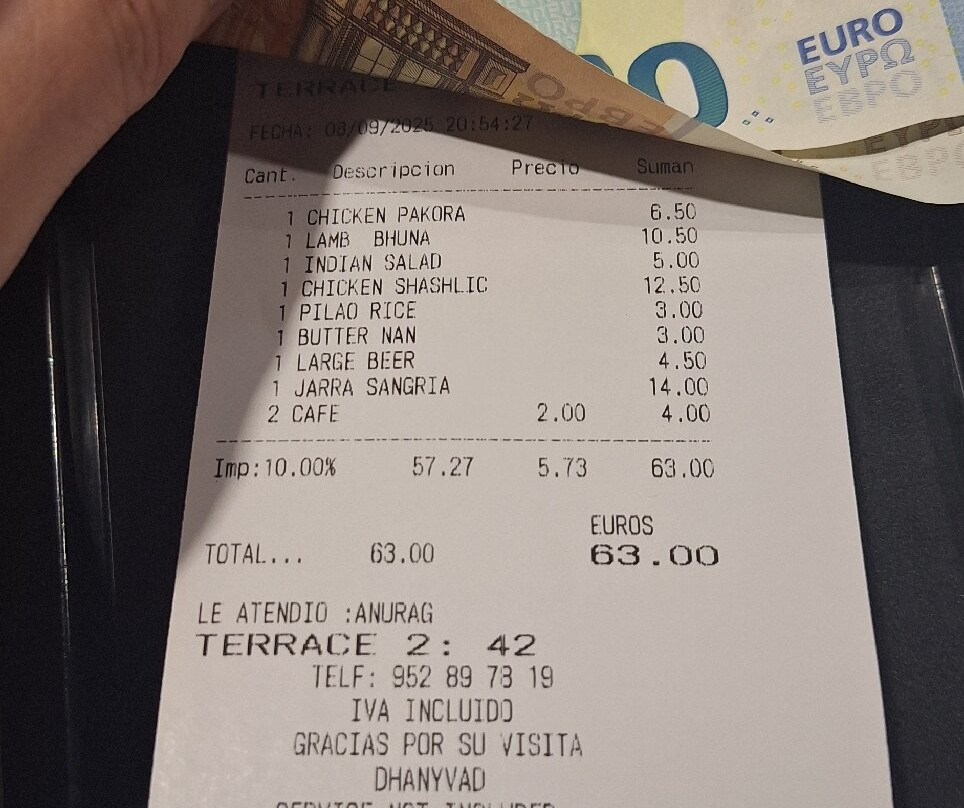 EURO
ΕΥΡΩ
ЕВРО
TERRACE
FECHA: 08/09/2025 20:54:27
Cant. Descripcion Precio Suman
1 CHICKEN PAKORA 6.50
1 LAMB BHUNA 10.50
1 INDIAN SALAD 5.00
1 CHICKEN SHASHLIC 12.50
1 PILAO RICE 3.00
1 BUTTER NAN 3.00
1 LARGE BEER 4.50
1 JARRA SANGRIA 14.00
2 CAFE 2.00 4.00
Imp:10.00% 57.27 5.73 63.00
EUROS
TOTAL... 63.00 63.00
LE ATENDIO :ANURAG
TERRACE 2: 42
TELF: 952 89 78 19
IVA INCLUIDO
GRACIAS POR SU VISITA
DHANYVAD
SERVICE NOT INCLUDED